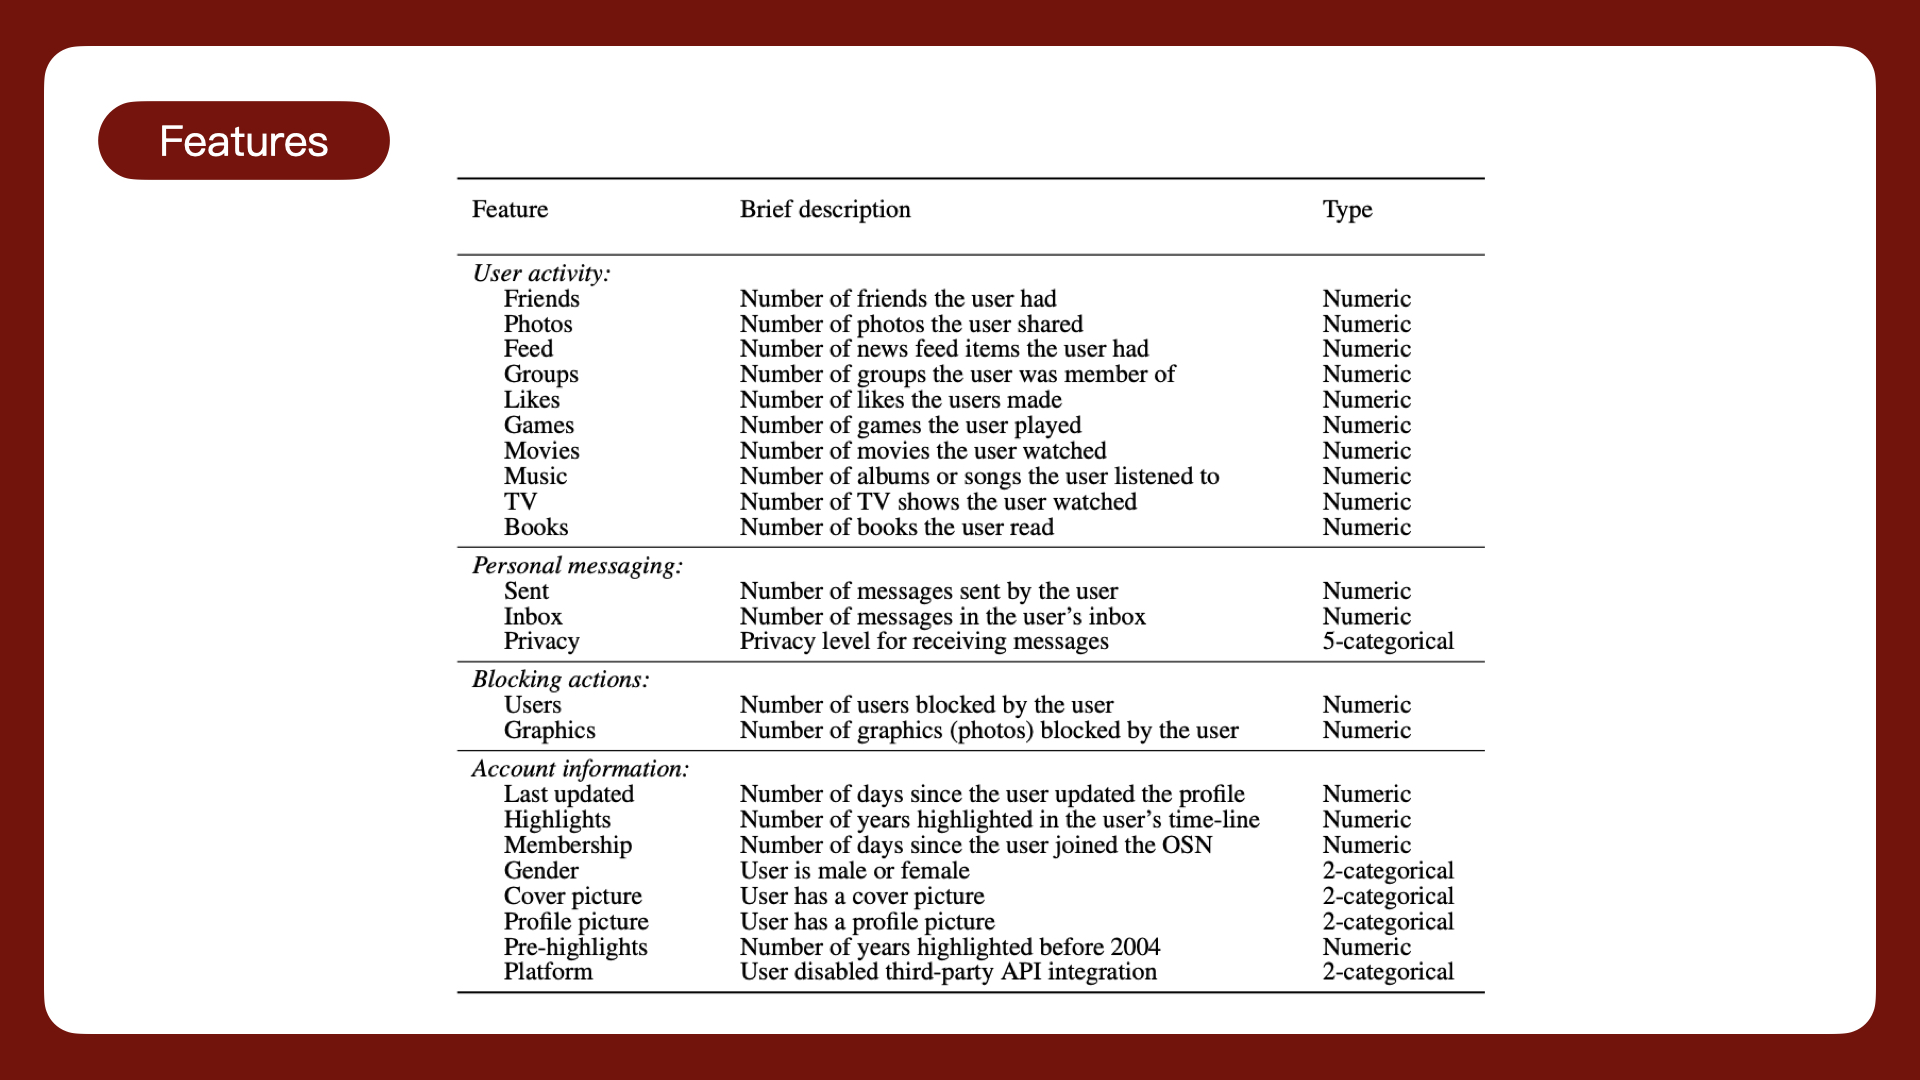 Features
Feature Brief description Type
User activity:
Friends Number of friends the user had Numeric
Photos Number of photos the user shared Numeric
Feed Number of news feed items the user had Numeric
Groups Number of groups the user was member of Numeric
Likes Number of likes the users made Numeric
Games Number of games the user played Numeric
Movies Number of movies the user watched Numeric
Music Number of albums or songs the user listened to Numeric
TV Number of TV shows the user watched Numeric
Books Number of books the user read Numeric
Personal messaging:
Sent Number of messages sent by the user Numeric
Inbox Number of messages in the user’s inbox Numeric
Privacy Privacy level for receiving messages 5-categorical
Blocking actions:
Users Number of users blocked by the user Numeric
Graphics Number of graphics (photos) blocked by the user Numeric
Account information:
Last updated Number of days since the user updated the profile Numeric
Highlights Number of years highlighted in the user’s time-line Numeric
Membership Number of days since the user joined the OSN Numeric
Gender User is male or female 2-categorical
Cover picture User has a cover picture 2-categorical
Profile picture User has a profile picture 2-categorical
Pre-highlights Number of years highlighted before 2004 Numeric
Platform User disabled third-party API integration 2-categorical